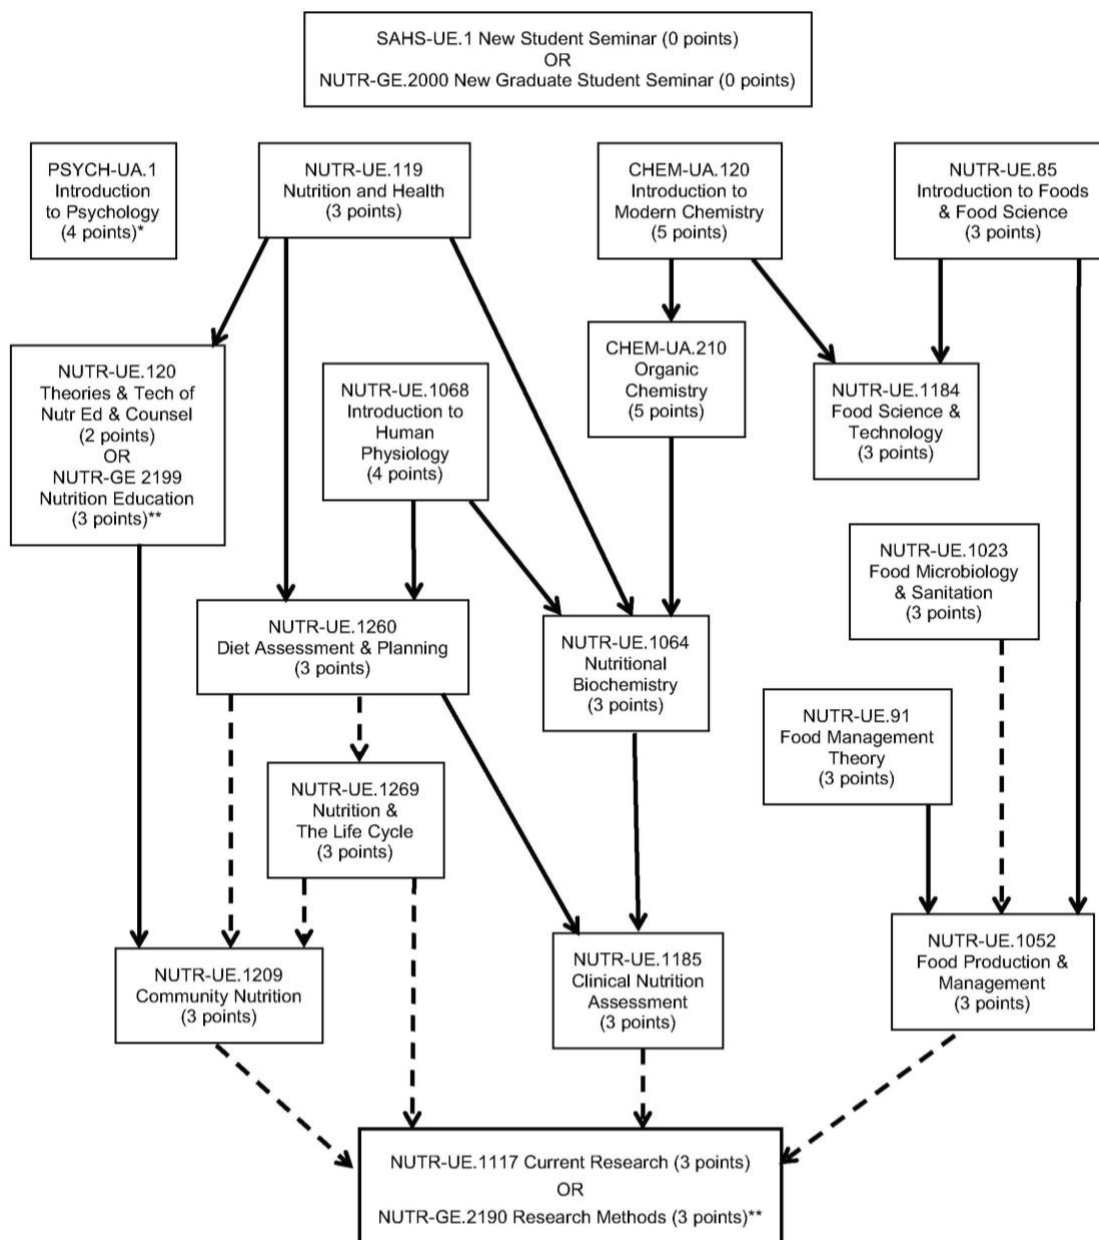 SAHS-UE.1 New Student Seminar (0 points)
OR
NUTR-GE.2000 New Graduate Student Seminar (0 points)
PSYCH-UA.1
Introduction
to Psychology
(4 points)*
NUTR-UE.119
Nutrition and Health
(3 points)
CHEM-UA.120
Introduction to
Modern Chemistry
(5 points)
NUTR-UE.85
Introduction to Foods
& Food Science
(3 points)
NUTR-UE.120
Theories & Tech of
Nutr Ed & Counsel
(2 points)
OR
NUTR-GE 2199
Nutrition Education
(3 points)**
NUTR-UE.1068
Introduction to
Human
Physiology
(4 points)
CHEM-UA.210
Organic
Chemistry
(5 points)
NUTR-UE.1184
Food Science &
Technology
(3 points)
NUTR-UE.1023
Food Microbiology
& Sanitation
(3 points)
NUTR-UE.1260
Diet Assessment & Planning
(3 points)
NUTR-UE.1064
Nutritional
Biochemistry
(3 points)
NUTR-UE.91
Food Management
Theory
(3 points)
NUTR-UE.1269
Nutrition &
The Life Cycle
(3 points)
NUTR-UE.1209
Community Nutrition
(3 points)
NUTR-UE.1185
Clinical Nutrition
Assessment
(3 points)
NUTR-UE.1052
Food Production &
Management
(3 points)
NUTR-UE.1117 Current Research (3 points)
OR
NUTR-GE.2190 Research Methods (3 points)**